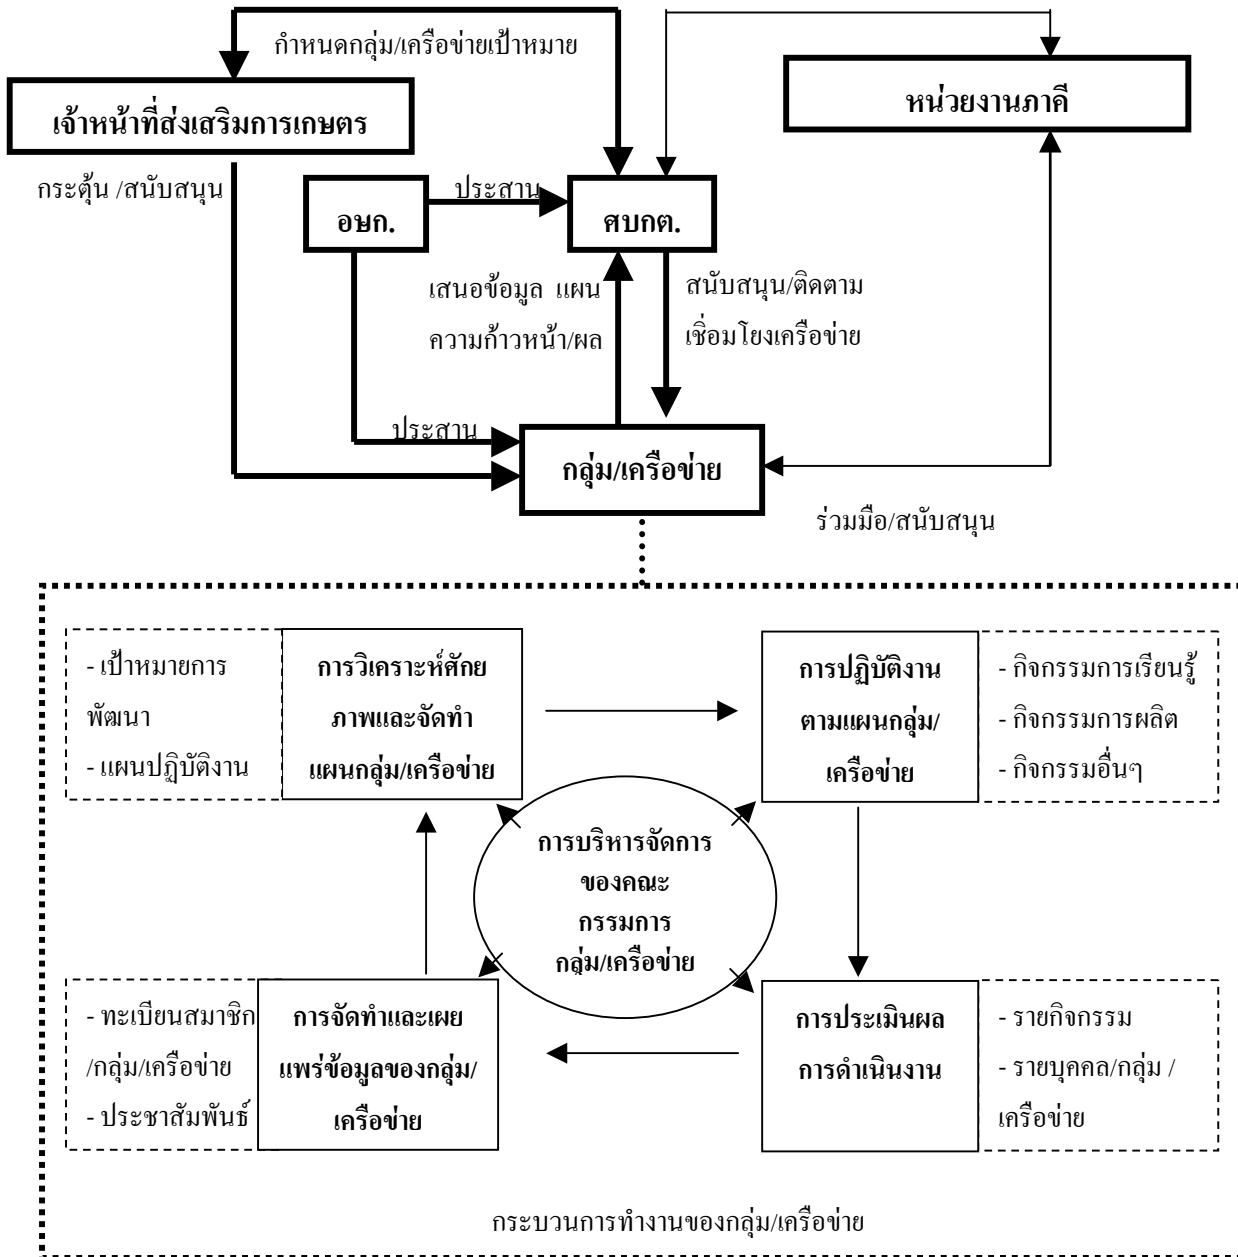 กำหนดกลุ่ม/เครือข่ายเป้าหมาย
เจ้าหน้าที่ส่งเสริมการเกษตร
หน่วยงานภาคี
กระตุ้น /สนับสนุน
ประสาน
อษก.
ศบกต.
เสนอข้อมูล แผน
ความก้าวหน้า/ผล
สนับสนุน/ติดตาม
เชื่อมโยงเครือข่าย
ประสาน
กลุ่ม/เครือข่าย
ร่วมมือ/สนับสนุน
- เป้าหมายการ
พัฒนา
- แผนปฏิบัติงาน
การวิเคราะห์ศักย
ภาพและจัดทำ
แผนกลุ่ม/เครือข่าย
การปฏิบัติงาน
ตามแผนกลุ่ม/
เครือข่าย
- กิจกรรมการเรียนรู้
- กิจกรรมการผลิต
- กิจกรรมอื่นๆ
การบริหารจัดการ
ของคณะ
กรรมการ
กลุ่ม/เครือข่าย
- ทะเบียนสมาชิก
/กลุ่ม/เครือข่าย
- ประชาสัมพันธ์
การจัดทำและเผย
แพร่ข้อมูลของกลุ่ม/
เครือข่าย
การประเมินผล
การดำเนินงาน
- รายกิจกรรม
- รายบุคคล/กลุ่ม /
เครือข่าย
กระบวนการทำงานของกลุ่ม/เครือข่าย